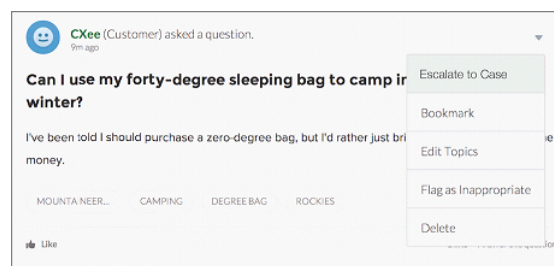 CXee (Customer) asked a question.
9m ago
Can I use my forty-degree sleeping bag to camp in
winter?
I've been told I should purchase a zero-degree bag, but I'd rather just
money.
MOUNTA NEER... CAMPING DEGREE BAG ROCKIES
Like
Escalate to Case
Bookmark
Edit Topics
Flag as Inappropriate
Delete